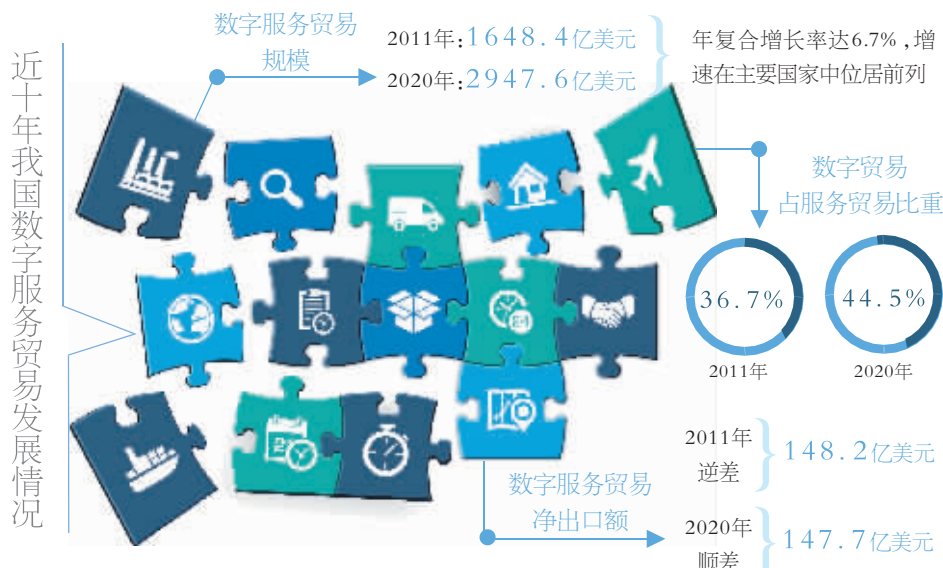 近十年我国数字服务贸易发展情况
数字服务贸易
规模
2011年:1648.4亿美元
2020年:2947.6亿美元
年复合增长率达6.7%,增
速在主要国家中位居前列
数字贸易
占服务贸易比重
36.7%
44.5%
2011年
2020年
数字服务贸易
净出口额
2011年
逆差
148.2亿美元
2020年
顺差
147.7亿美元